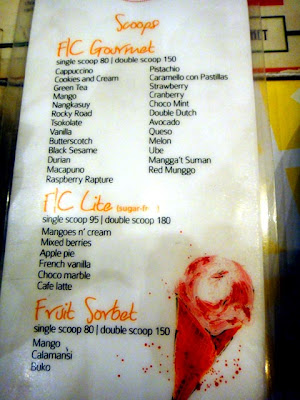 Scoops
FIC Gourmet
single scoop 80 | double scoop 150
Cappuccino
Cookies and Cream
Green Tea
Mango
Nangkasuy
Rocky Road
Tsokolate
Vanilla
Butterscotch
Black Sesame
Durian
Macapuno
Raspberry Rapture
Pistachio
Caramello con Pastillas
Strawberry
Cranberry
Choco Mint
Double Dutch
Avocado
Queso
Melon
Ube
Mangga't Suman
Red Munggo
FIC Lite (sugar-fr
single scoop 95 | double scoop 180
Mangoes n' cream
Mixed berries
Apple pie
French vanilla
Choco marble
Cafe latte
Fruit Sorbet
single scoop 80 | double scoop 150
Mango
Calamansi
Buko